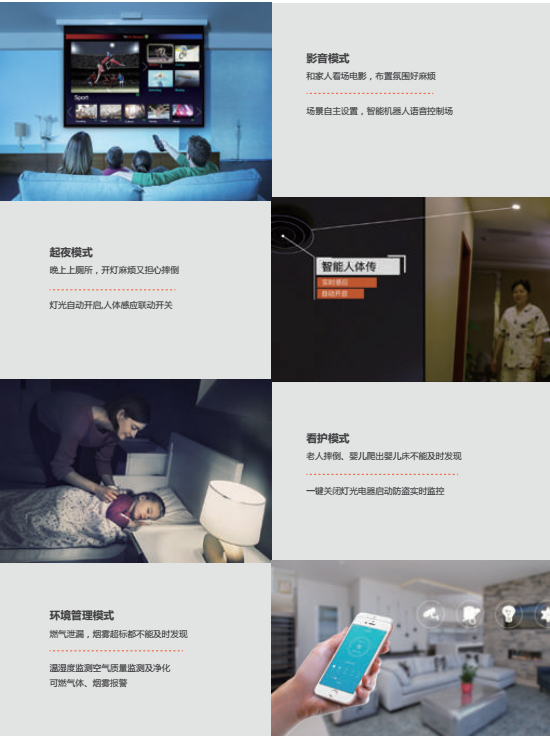 影音模式
和家人看场电影，布置氛围好麻烦
场景自主设置，智能机器人语音控制场
Sport
起夜模式
晚上上厕所，开灯麻烦又担心摔倒
灯光自动开启,人体感应联动开关
智能人体传
实时感应
自动开启
看护模式
老人摔倒、婴儿爬出婴儿床不能及时发现
一键关闭灯光电器启动防盗实时监控
环境管理模式
燃气泄漏，烟雾超标都不能及时发现
温湿度监测空气质量监测及净化
可燃气体、烟雾报警